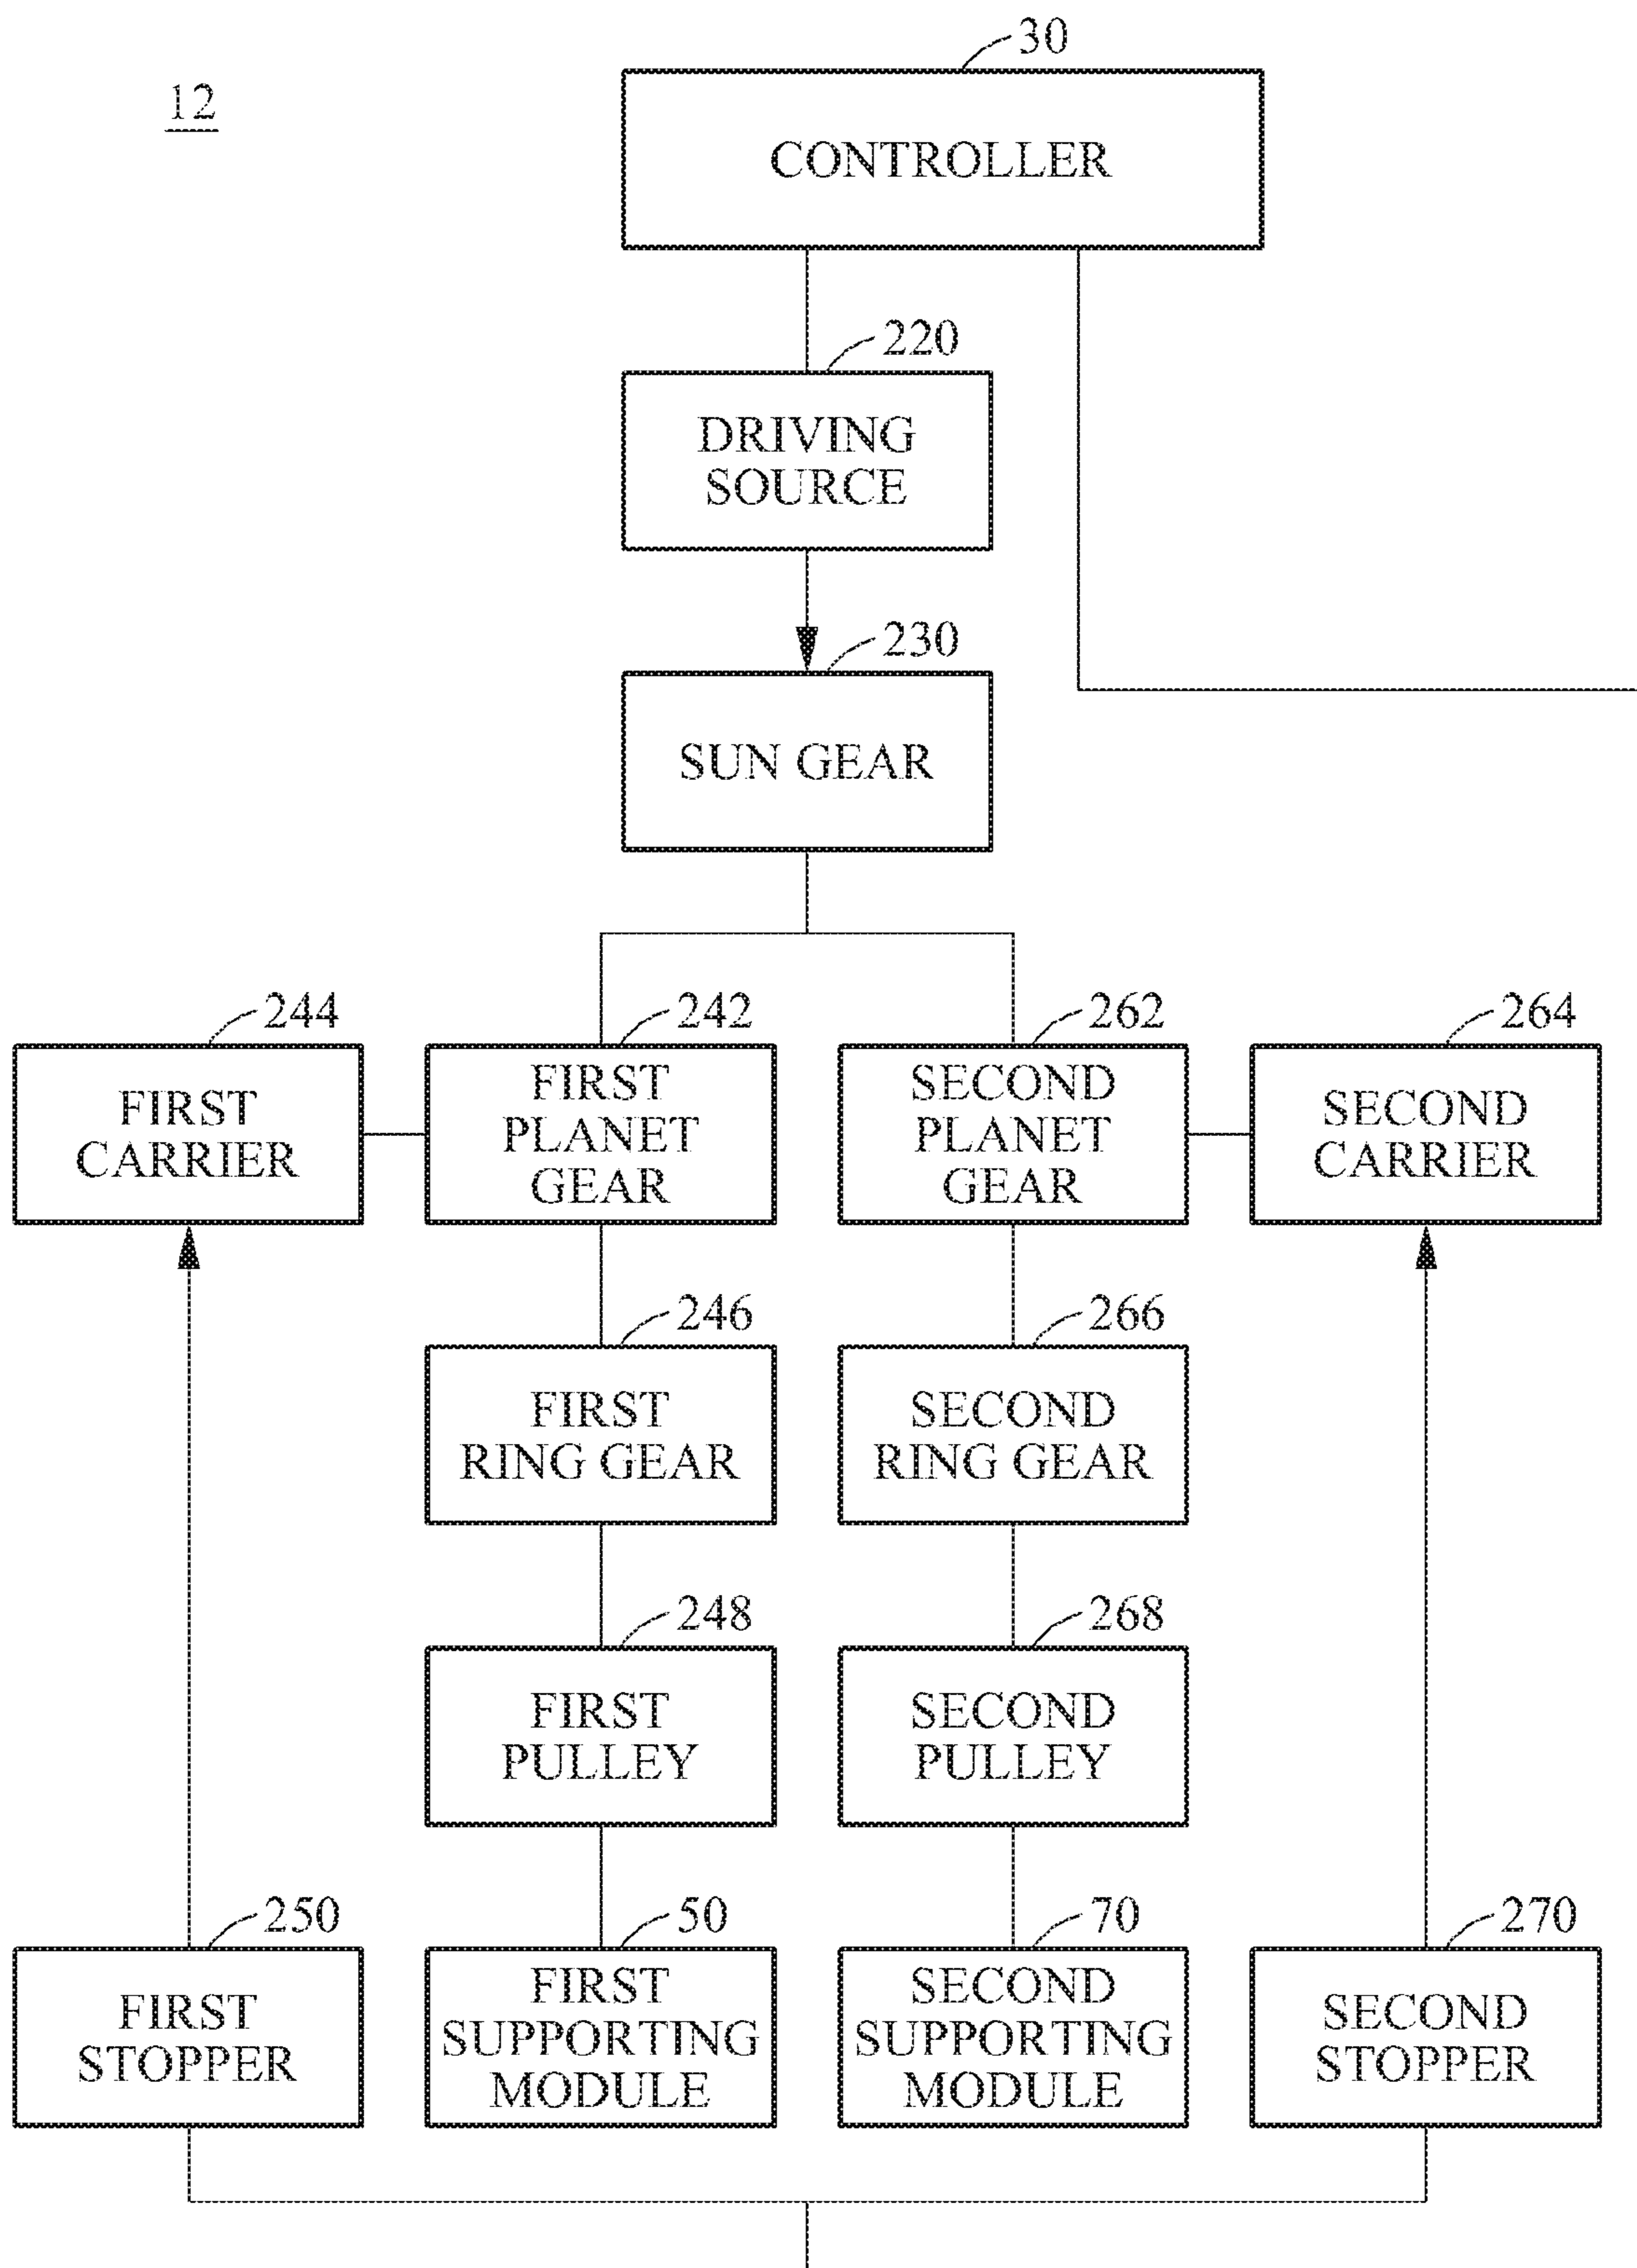 30
12
CONTROLLER
220
DRIVING
SOURCE
230
SUN GEAR
244
242
262
264
FIRST
CARRIER
FIRST
PLANET
GEAR
SECOND
PLANET
GEAR
SECOND
CARRIER
246
266
FIRST
RING GEAR
SECOND
RING GEAR
248
268
FIRST
PULLEY
SECOND
PULLEY
250
50
70
270
FIRST
STOPPER
FIRST
SUPPORTING
MODULE
SECOND
SUPPORTING
MODULE
SECOND
STOPPER